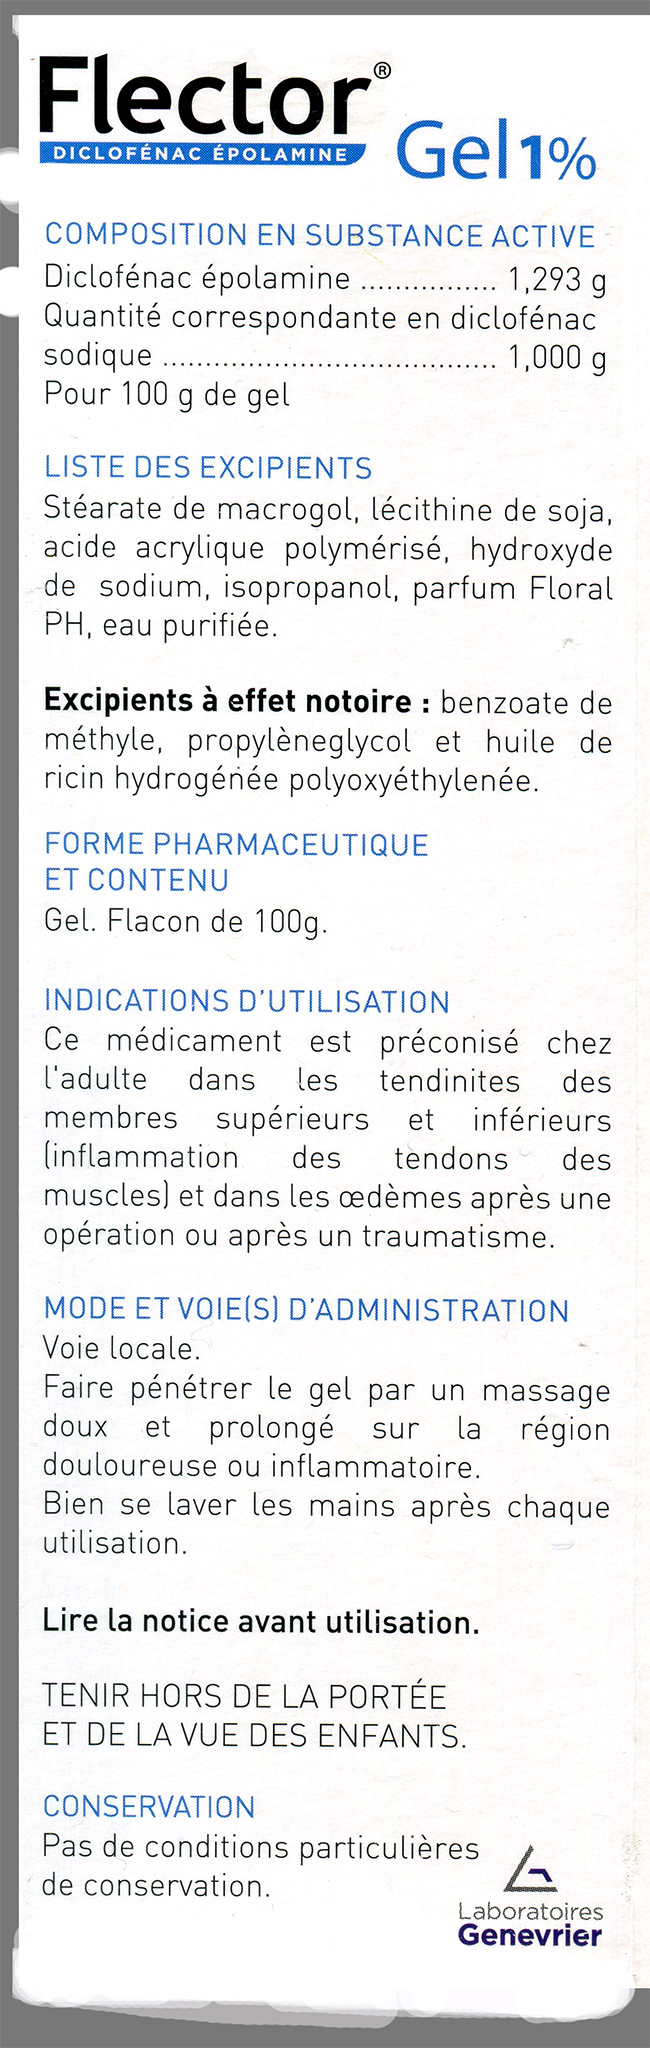 Flector®
DICLOFÉNAC ÉPOLAMINE
Gel 1%
COMPOSITION EN SUBSTANCE ACTIVE
Diclofénac épolamine ................ 1,293 g
Quantité correspondante en diclofénac
sodique ....................................... 1,000 g
Pour 100 g de gel
LISTE DES EXCIPIENTS
Stéarate de macrogol, lécithine de soja,
acide acrylique polymérisé, hydroxyde
de sodium, isopropanol, parfum Floral
PH, eau purifiée.
Excipients à effet notoire : benzoate de
méthyle, propylèneglycol et huile de
ricin hydrogénée polyoxyéthylenée.
FORME PHARMACEUTIQUE
ET CONTENU
Gel. Flacon de 100g.
INDICATIONS D'UTILISATION
Ce médicament est préconisé chez
l'adulte dans les tendinites des
membres supérieurs et inférieurs
(inflammation des tendons des
muscles) et dans les œdèmes après une
opération ou après un traumatisme.
MODE ET VOIE(S) D'ADMINISTRATION
Voie locale.
Faire pénétrer le gel par un massage
doux et prolongé sur la région
douloureuse ou inflammatoire.
Bien se laver les mains après chaque
utilisation.
Lire la notice avant utilisation.
TENIR HORS DE LA PORTÉE
ET DE LA VUE DES ENFANTS.
CONSERVATION
Pas de conditions particulières
de conservation.
Laboratoires
Genevrier